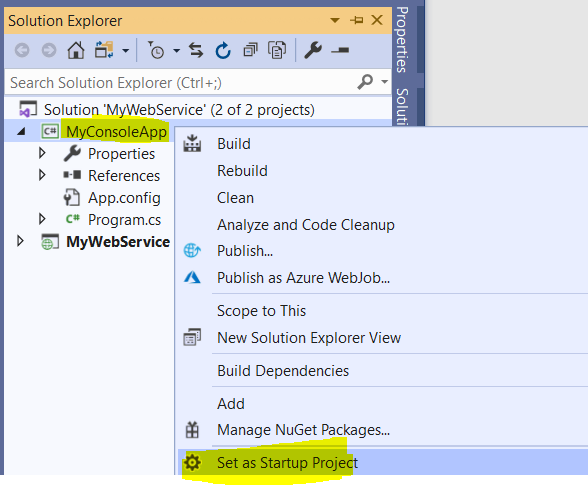 Solution Explorer
Search Solution Explorer (Ctrl+;)
Solution 'MyWebService' (2 of 2 projects)
C# MyConsoleApp
Properties
References
App.config
C# Program.cs
MyWebService
Build
Rebuild
Clean
Analyze and Code Cleanup
Publish...
Publish as Azure WebJob...
Scope to This
New Solution Explorer View
Build Dependencies
Add
Manage NuGet Packages...
Set as Startup Project
Properties